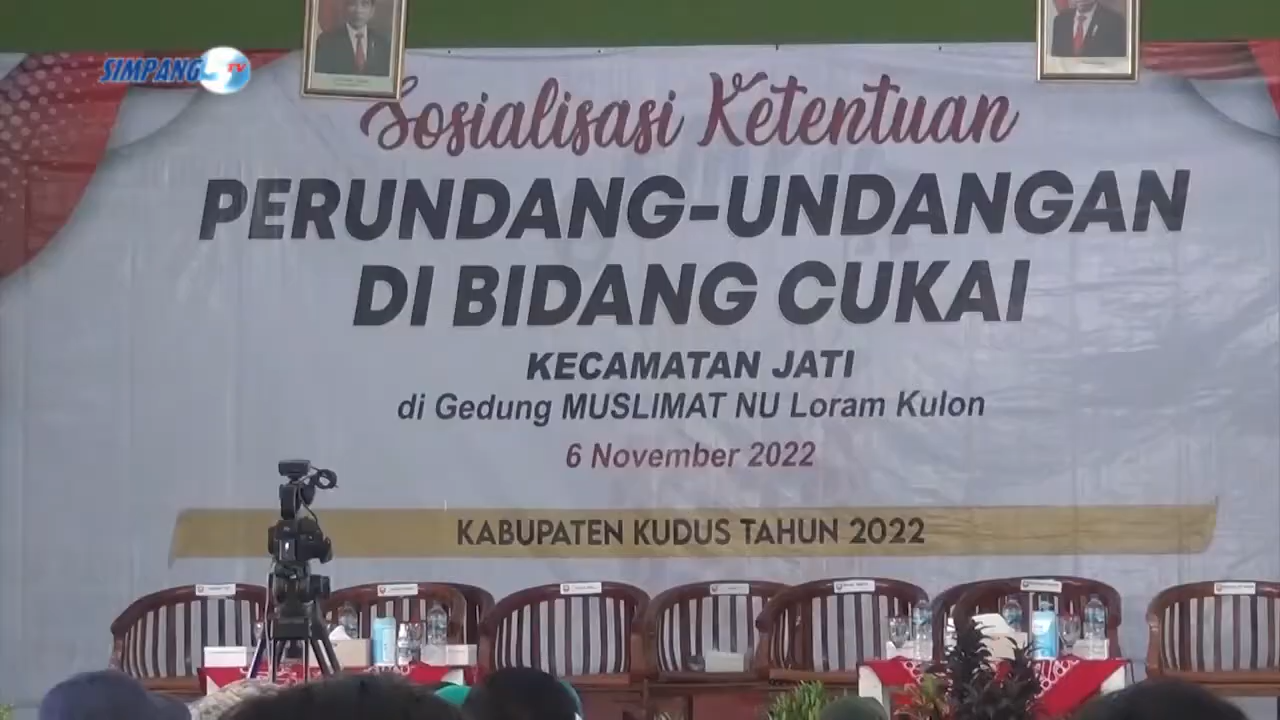 SIMPANG5 TV
Sosialisasi Ketentuan
PERUNDANG-UNDANGAN
DI BIDANG CUKAI
KECAMATAN JATI
di Gedung MUSLIMAT NU Loram Kulon
6 November 2022
KABUPATEN KUDUS TAHUN 2022